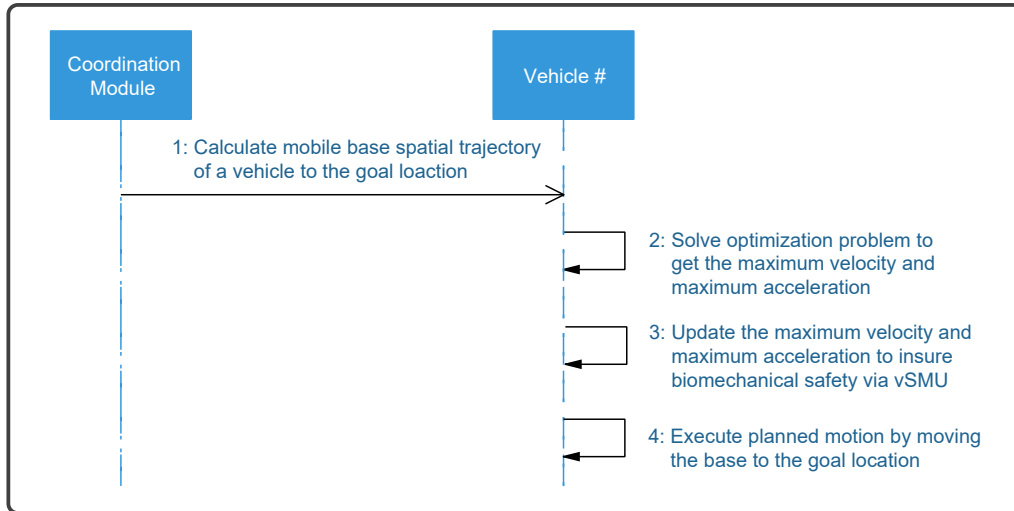 Coordination
Module
Vehicle #
1: Calculate mobile base spatial trajectory
of a vehicle to the goal loaction
2: Solve optimization problem to
get the maximum velocity and
maximum acceleration
3: Update the maximum velocity and
maximum acceleration to insure
biomechanical safety via vSMU
4: Execute planned motion by moving
the base to the goal location